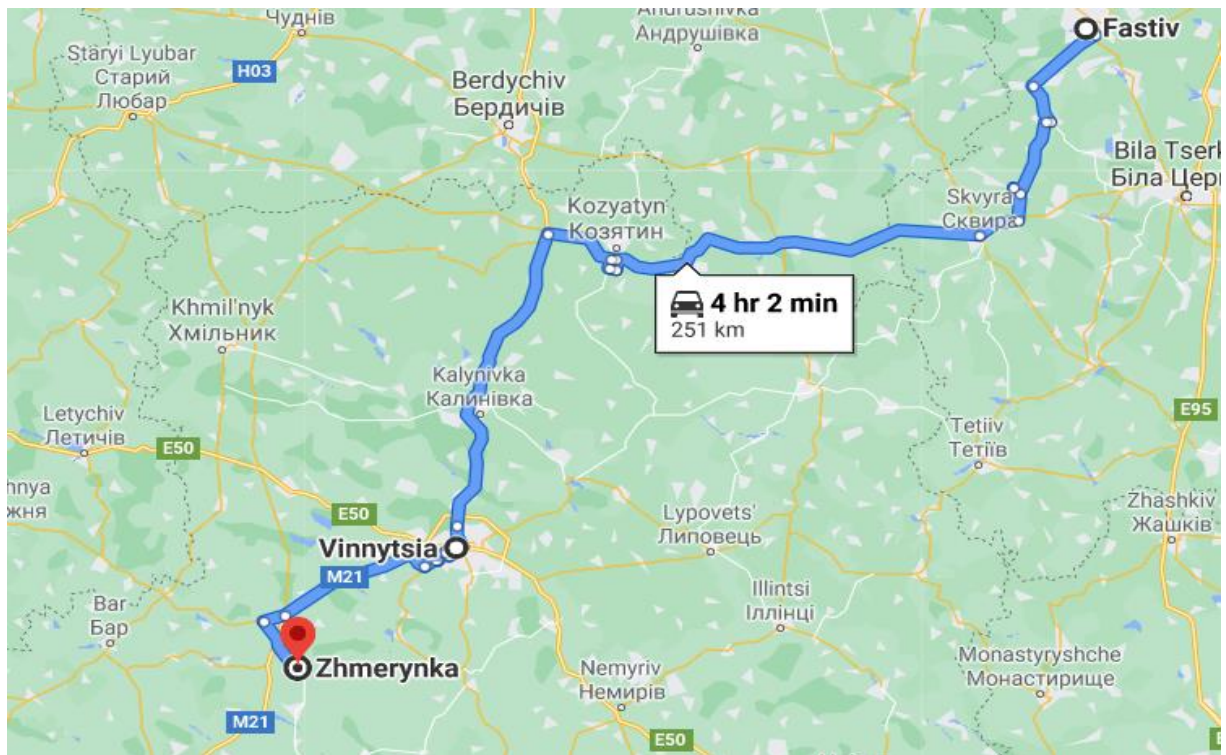 Чуднів
Andrushivka
Андрушівка
Fastiv
Staryi Lyubar
Старий
Любар
H03
Berdychiv
Бердичів
Bila Tserk
Біла Церк
Skvyra
Сквира
Kozyatyn
Козятин
4 hr 2 min
251 km
Khmil'nyk
Хмільник
Kalynivka
Калинівка
Letychiv
Летичів
E50
E95
Tetiiv
Тетіїв
hnya
жня
E50
Lypovets'
Липовець
Zhashkiv
Жашків
Vinnytsia
M21
Bar
Бар
Illintsi
Іллінці
Zhmerynka
Nemyriv
Немирів
Monastyryshche
Монастирище
M21
E50
E